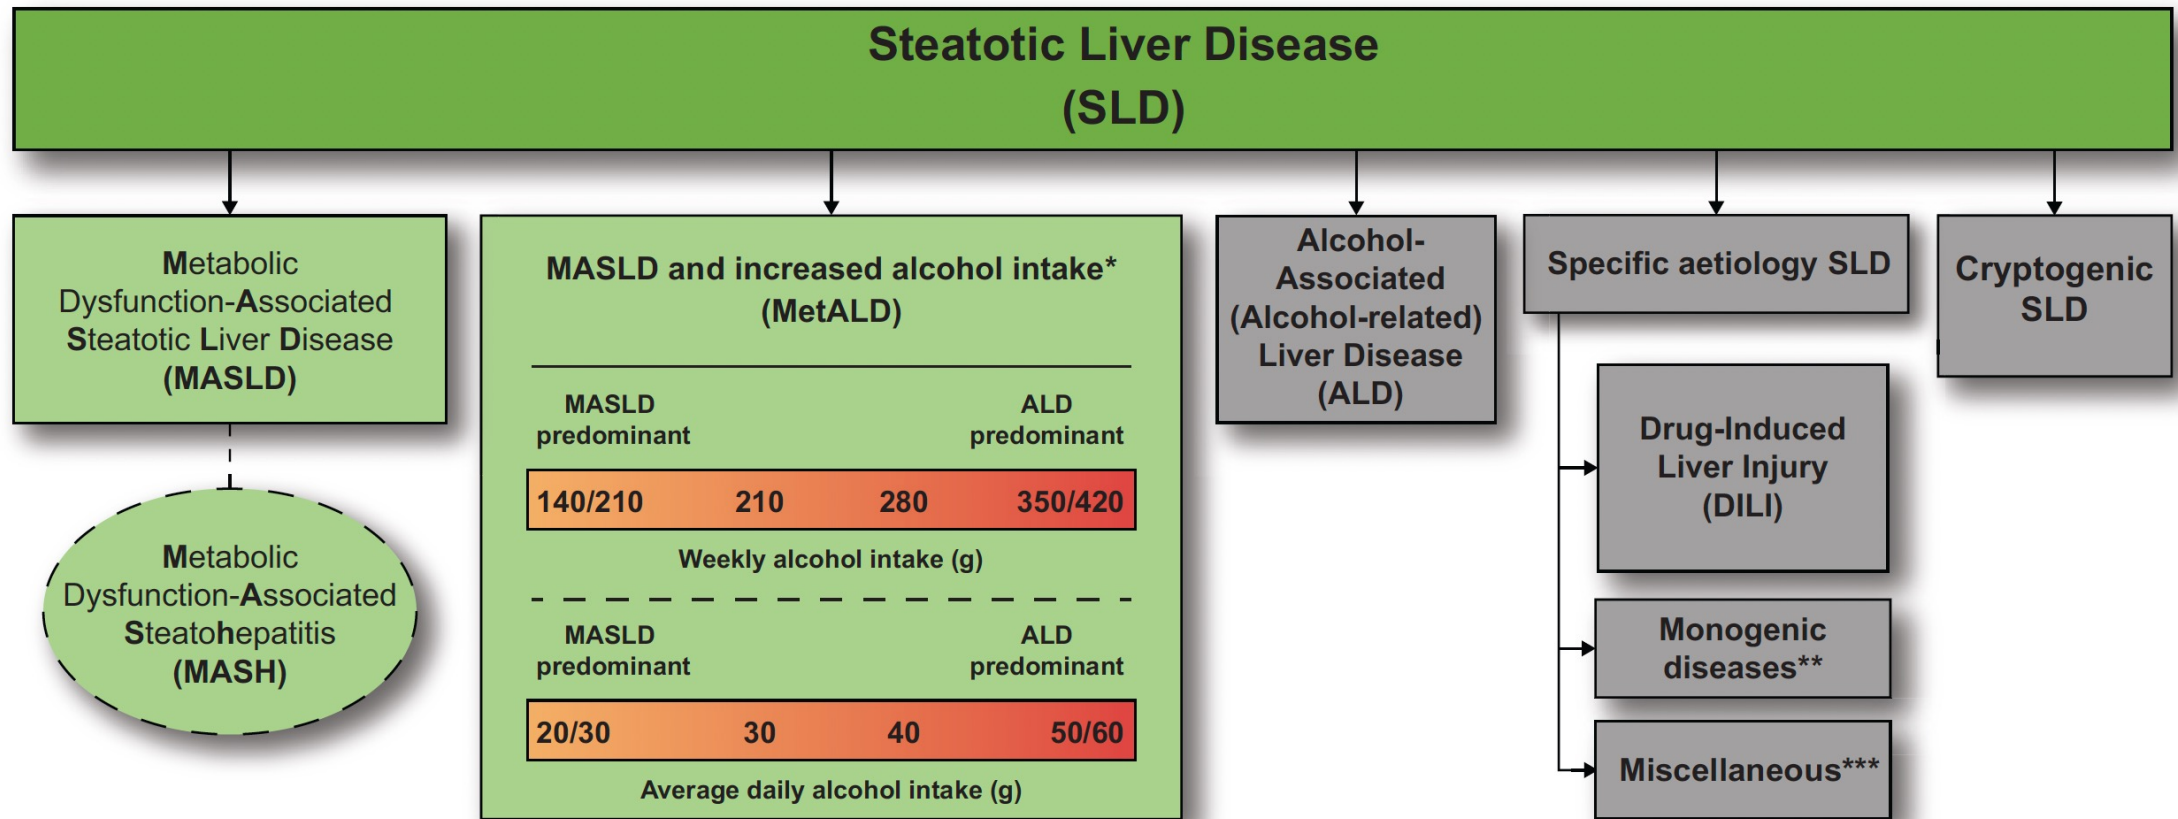 Steatotic Liver Disease
(SLD)
Metabolic
Dysfunction-Associated
Steatotic Liver Disease
(MASLD)
Metabolic
Dysfunction-Associated
Steatohepatitis
(MASH)
MASLD and increased alcohol intake*
(MetALD)
MASLD predominant
ALD predominant
140/210 210 280 350/420
Weekly alcohol intake (g)
MASLD predominant
ALD predominant
20/30 30 40 50/60
Average daily alcohol intake (g)
Alcohol-
Associated
(Alcohol-related)
Liver Disease
(ALD)
Specific aetiology SLD
Drug-Induced
Liver Injury
(DILI)
Monogenic
diseases**
Miscellaneous***
Cryptogenic
SLD